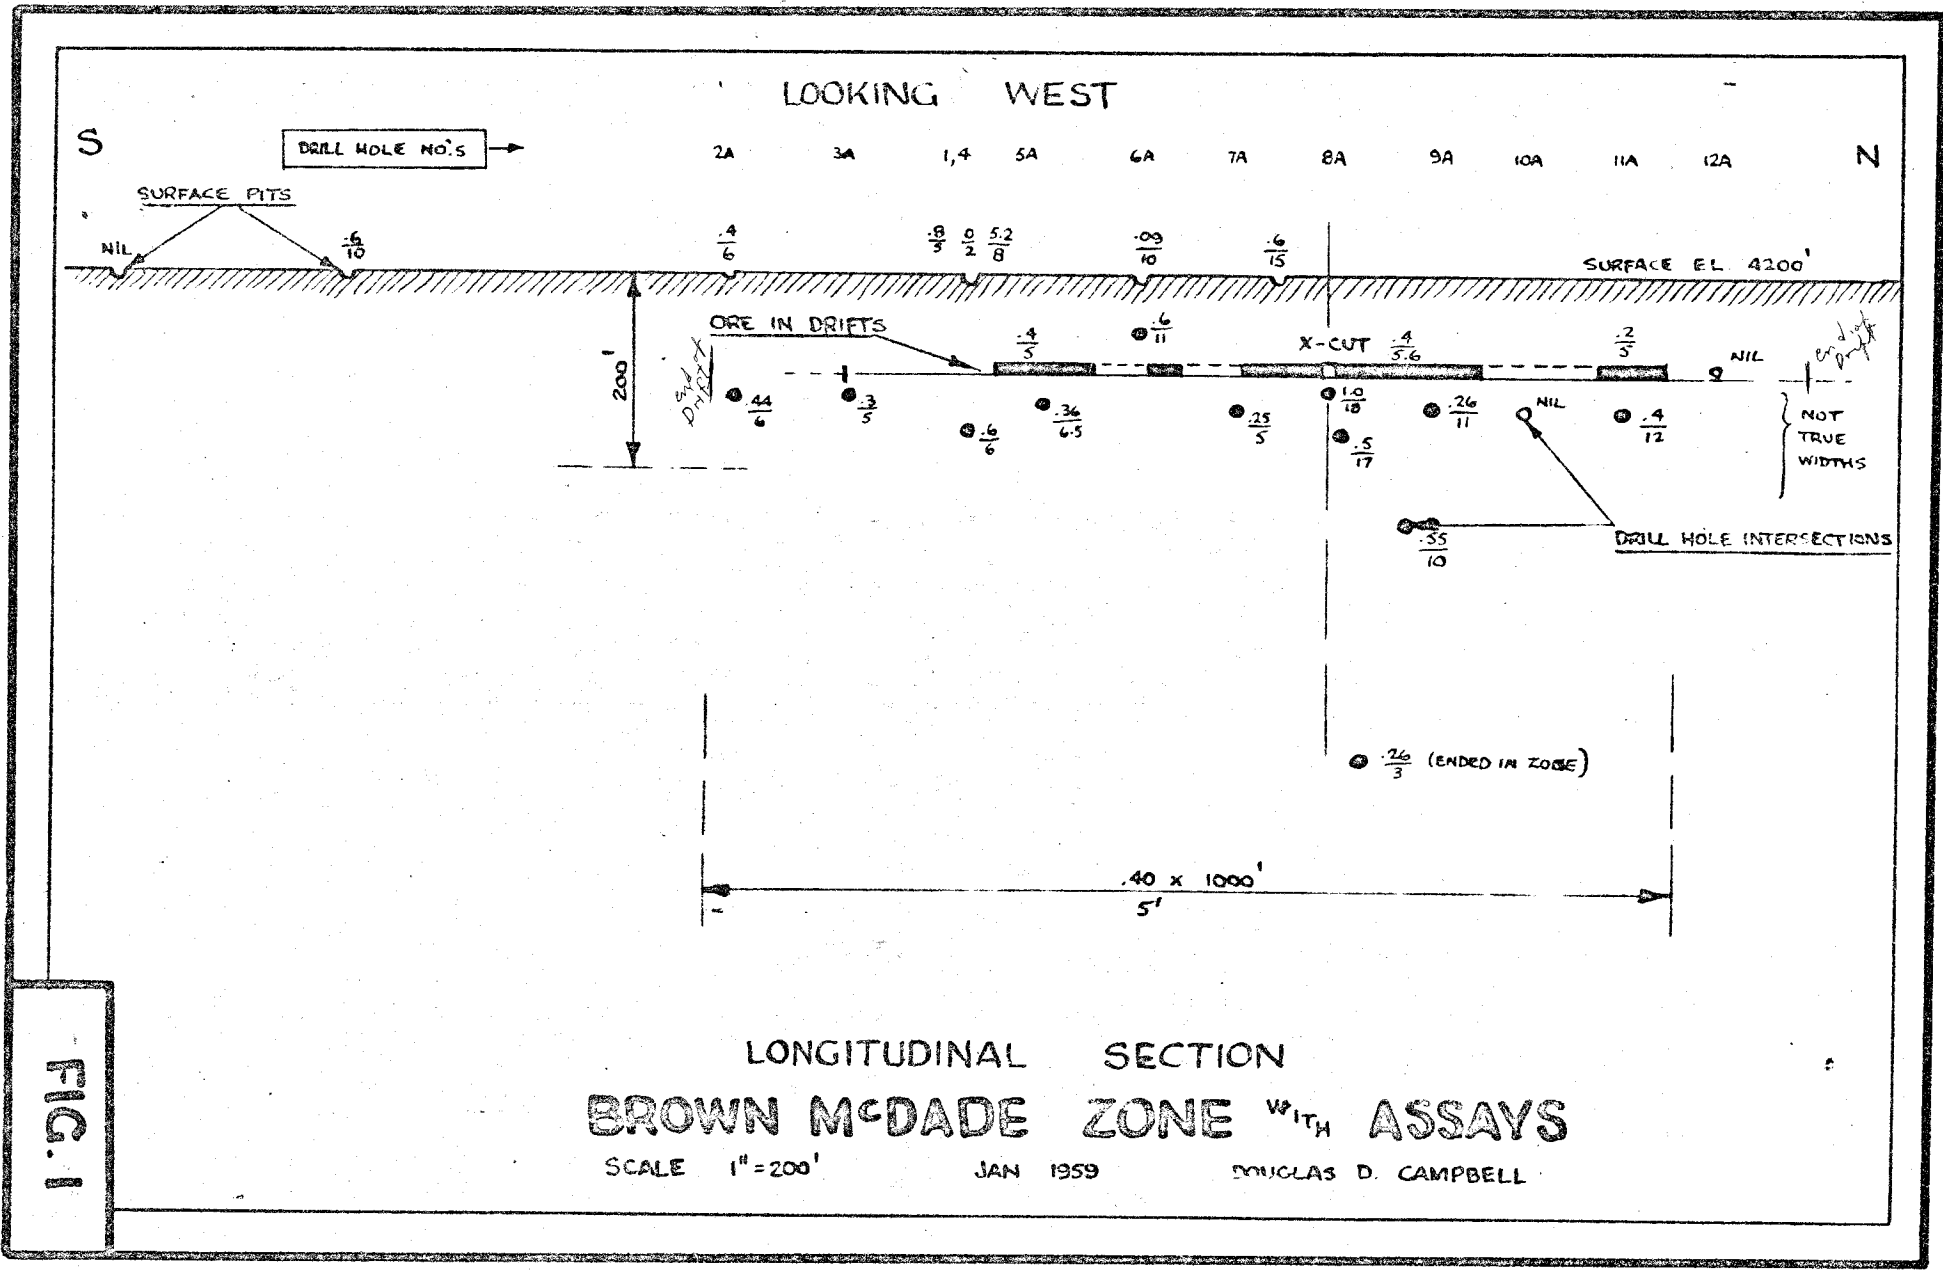 LOOKING WEST
S
DRILL HOLE NO'S
2A 3A 1,4 5A 6A 7A 8A 9A 10A 11A 12A
N
SURFACE PITS
NIL
.6/10
.4/6
.8/5
0/2
5.2/8
.09/10
.6/15
SURFACE EL. 4200'
200'
End of Drift
ORE IN DRIFTS
.4/5
.6/11
X-CUT
.4/5.6
.2/5
NIL
end of Drift
.44/6
.3/5
.6/6
.36/6.5
.25/5
1.0/18
.5/17
.26/11
NIL
.4/12
NOT
TRUE
WIDTHS
.55/10
DRILL HOLE INTERSECTIONS
.26/3 (ENDED IN ZONE)
.40 x 1000'
5'
LONGITUDINAL SECTION
BROWN McDADE ZONE WITH ASSAYS
SCALE 1"=200' JAN 1959 DOUGLAS D. CAMPBELL
FIG. 1